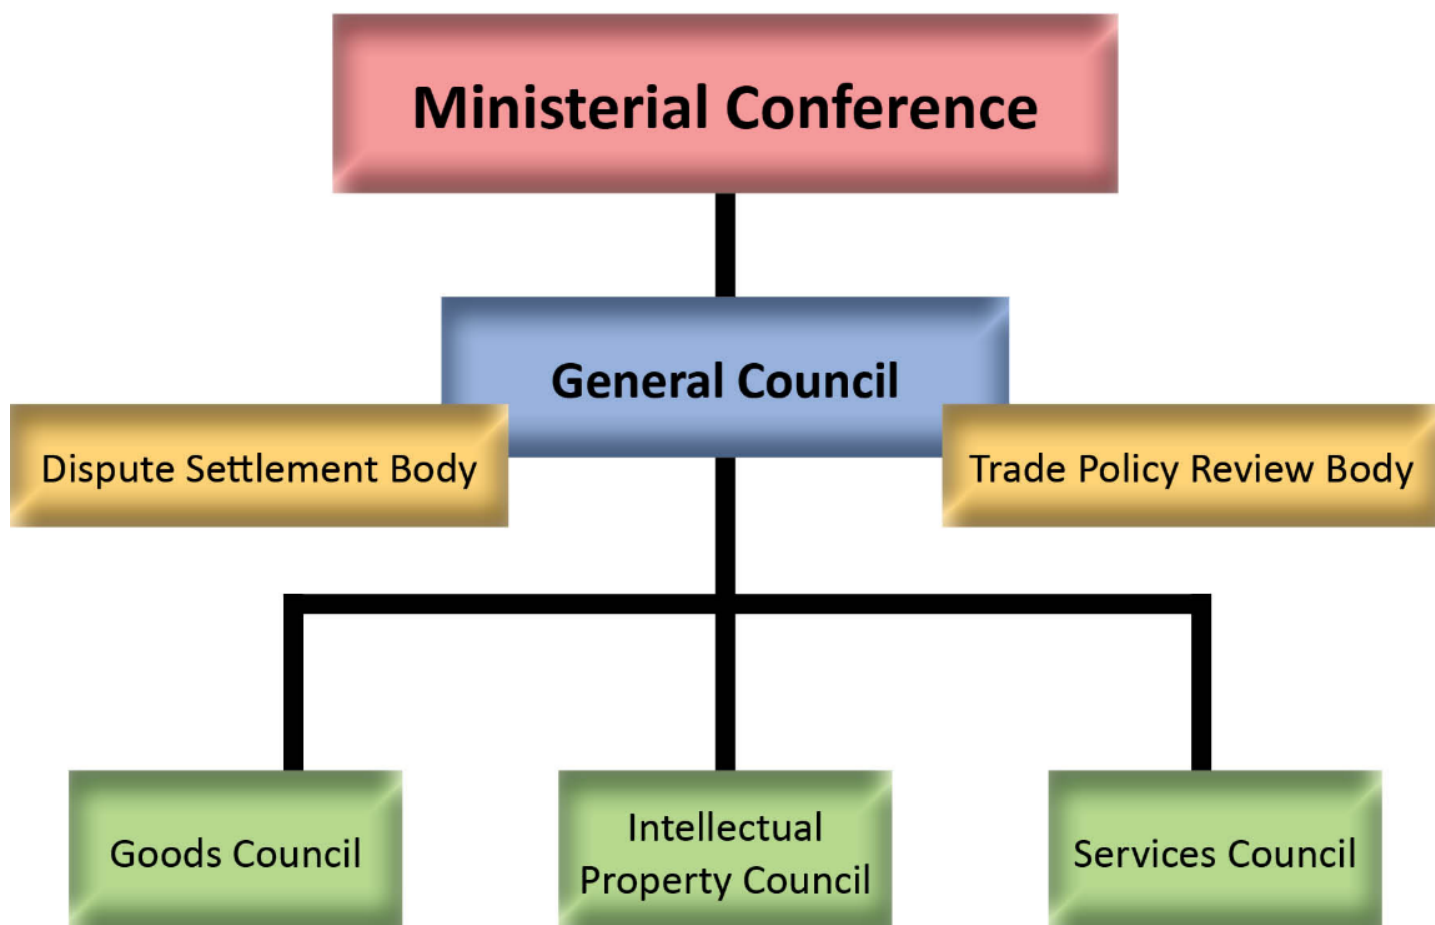 Ministerial Conference
General Council
Dispute Settlement Body
Trade Policy Review Body
Goods Council
Intellectual
Property Council
Services Council